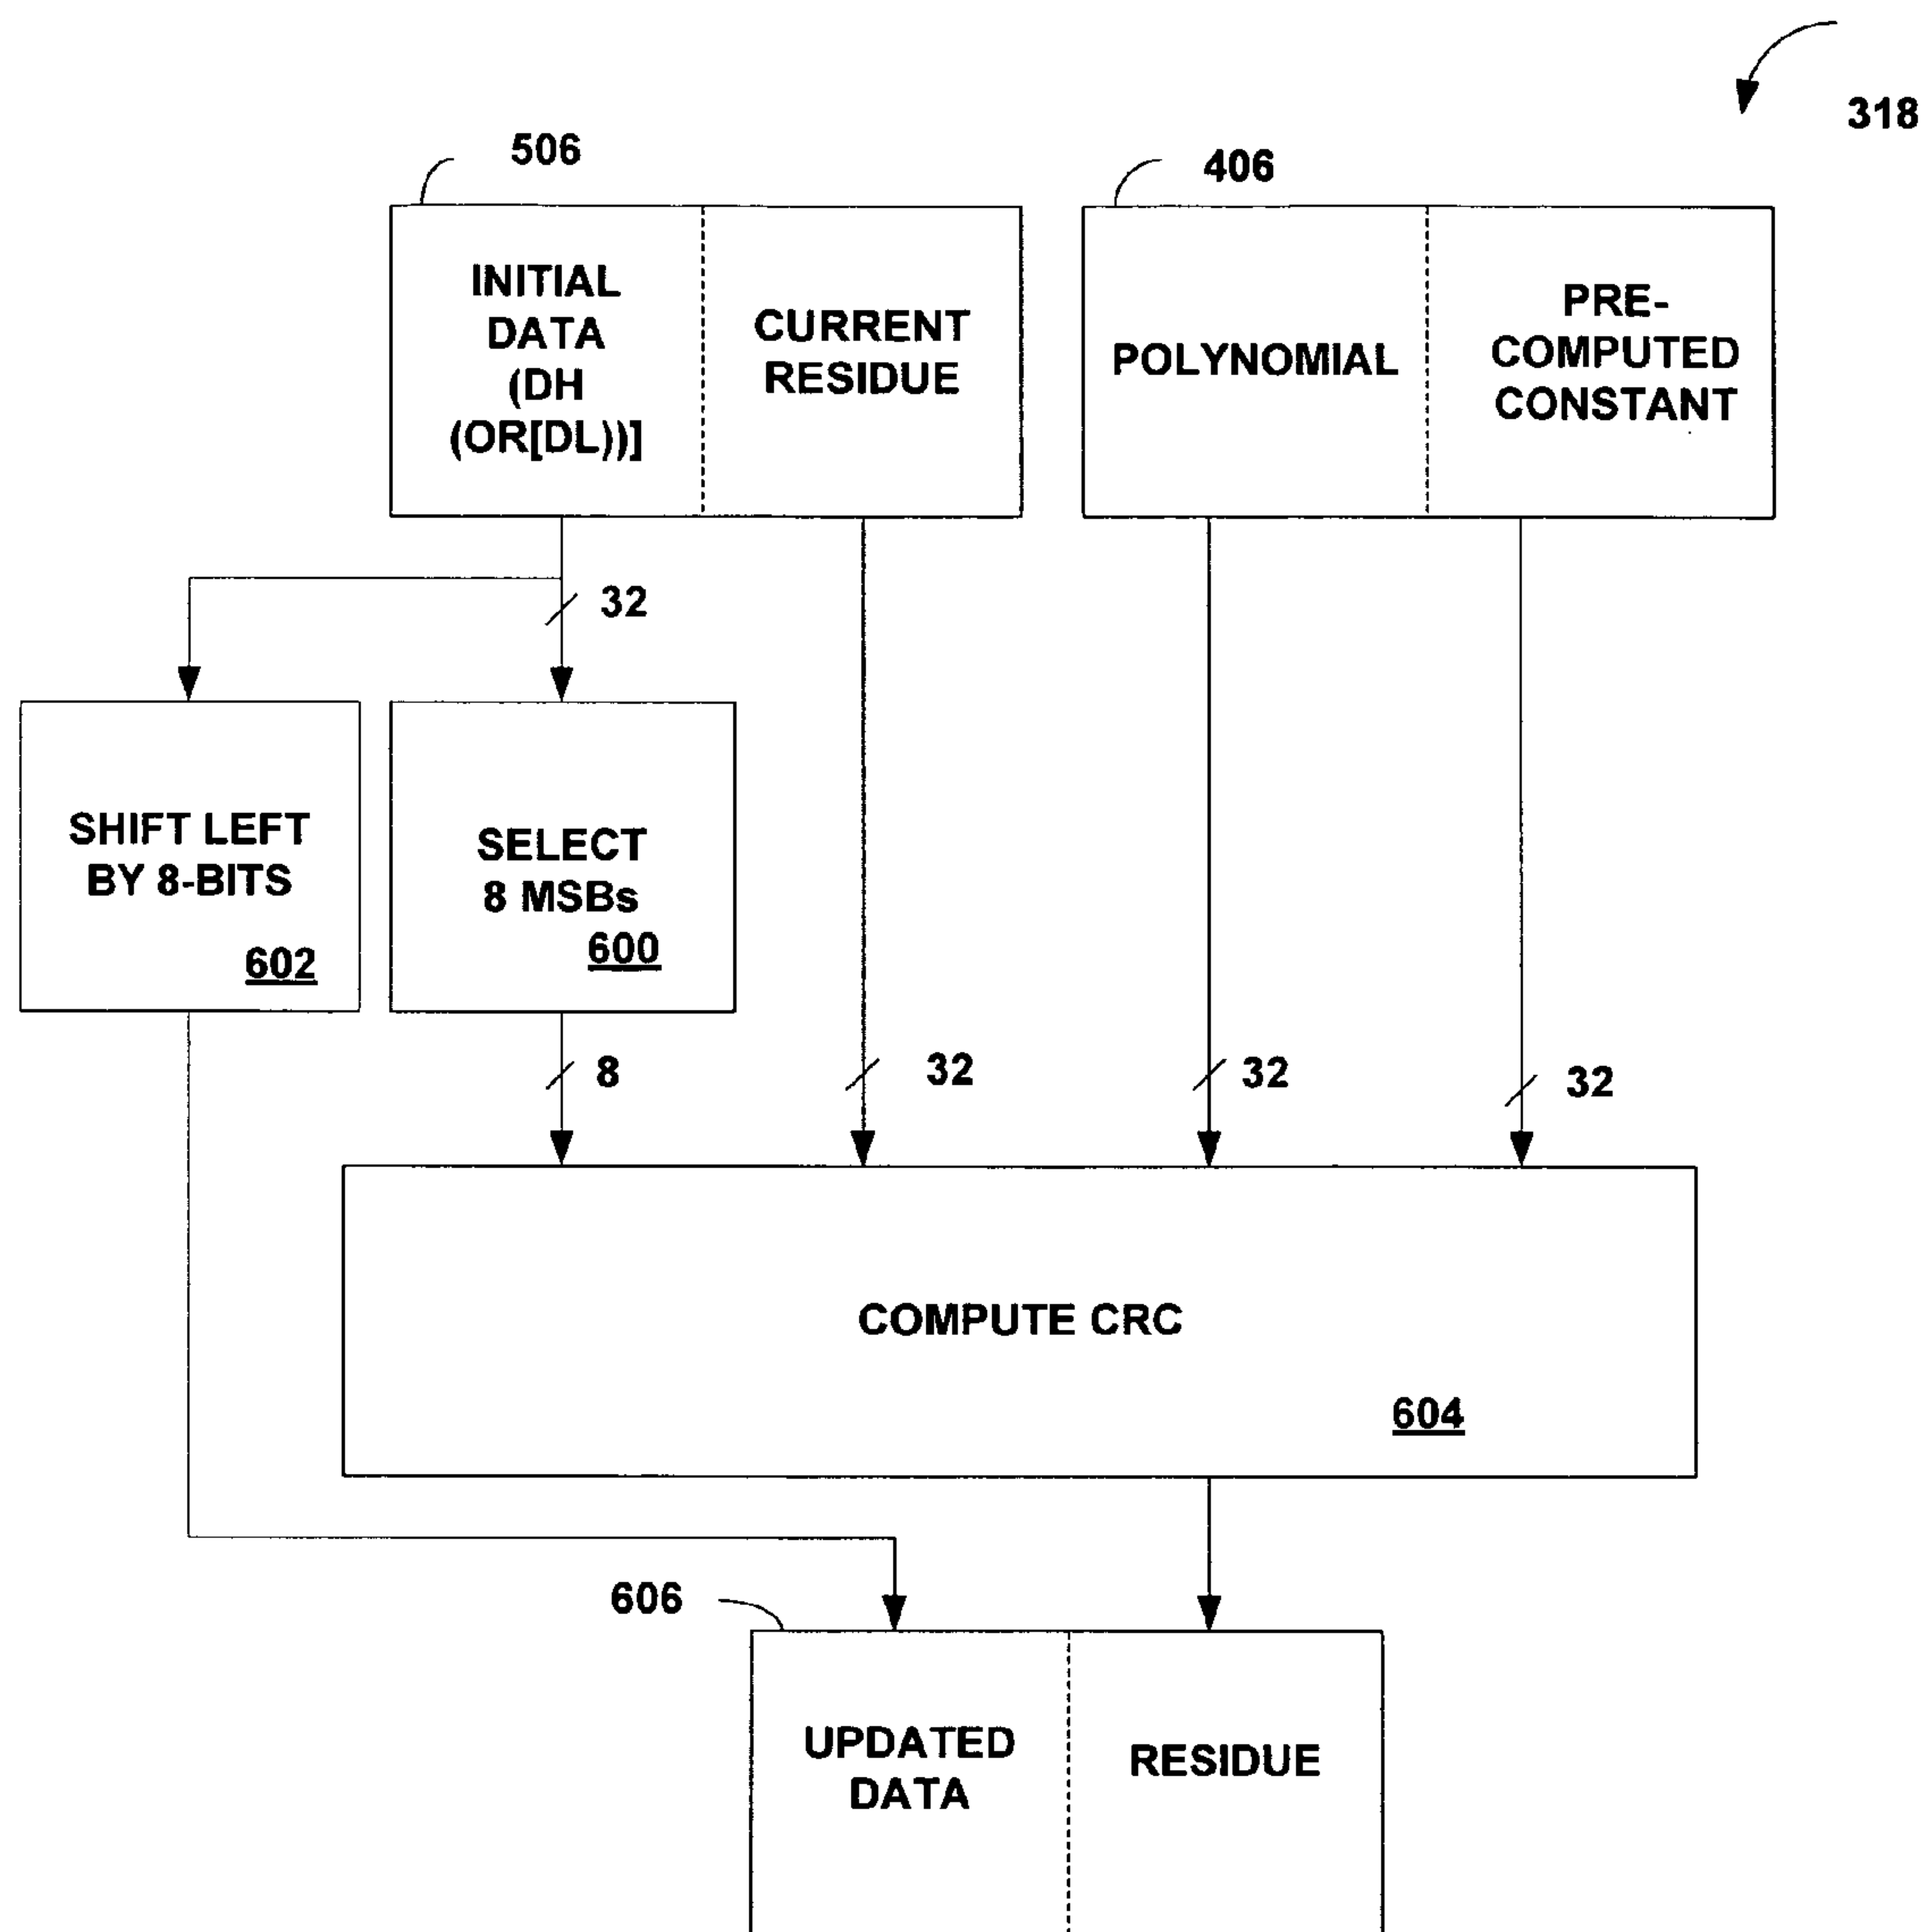 318
506
406
INITIAL
DATA
(DH
(OR[DL))]
CURRENT
RESIDUE
POLYNOMIAL
PRE-
COMPUTED
CONSTANT
32
SHIFT LEFT
BY 8-BITS
602
SELECT
8 MSBs
600
8
32
32
32
COMPUTE CRC
604
606
UPDATED
DATA
RESIDUE